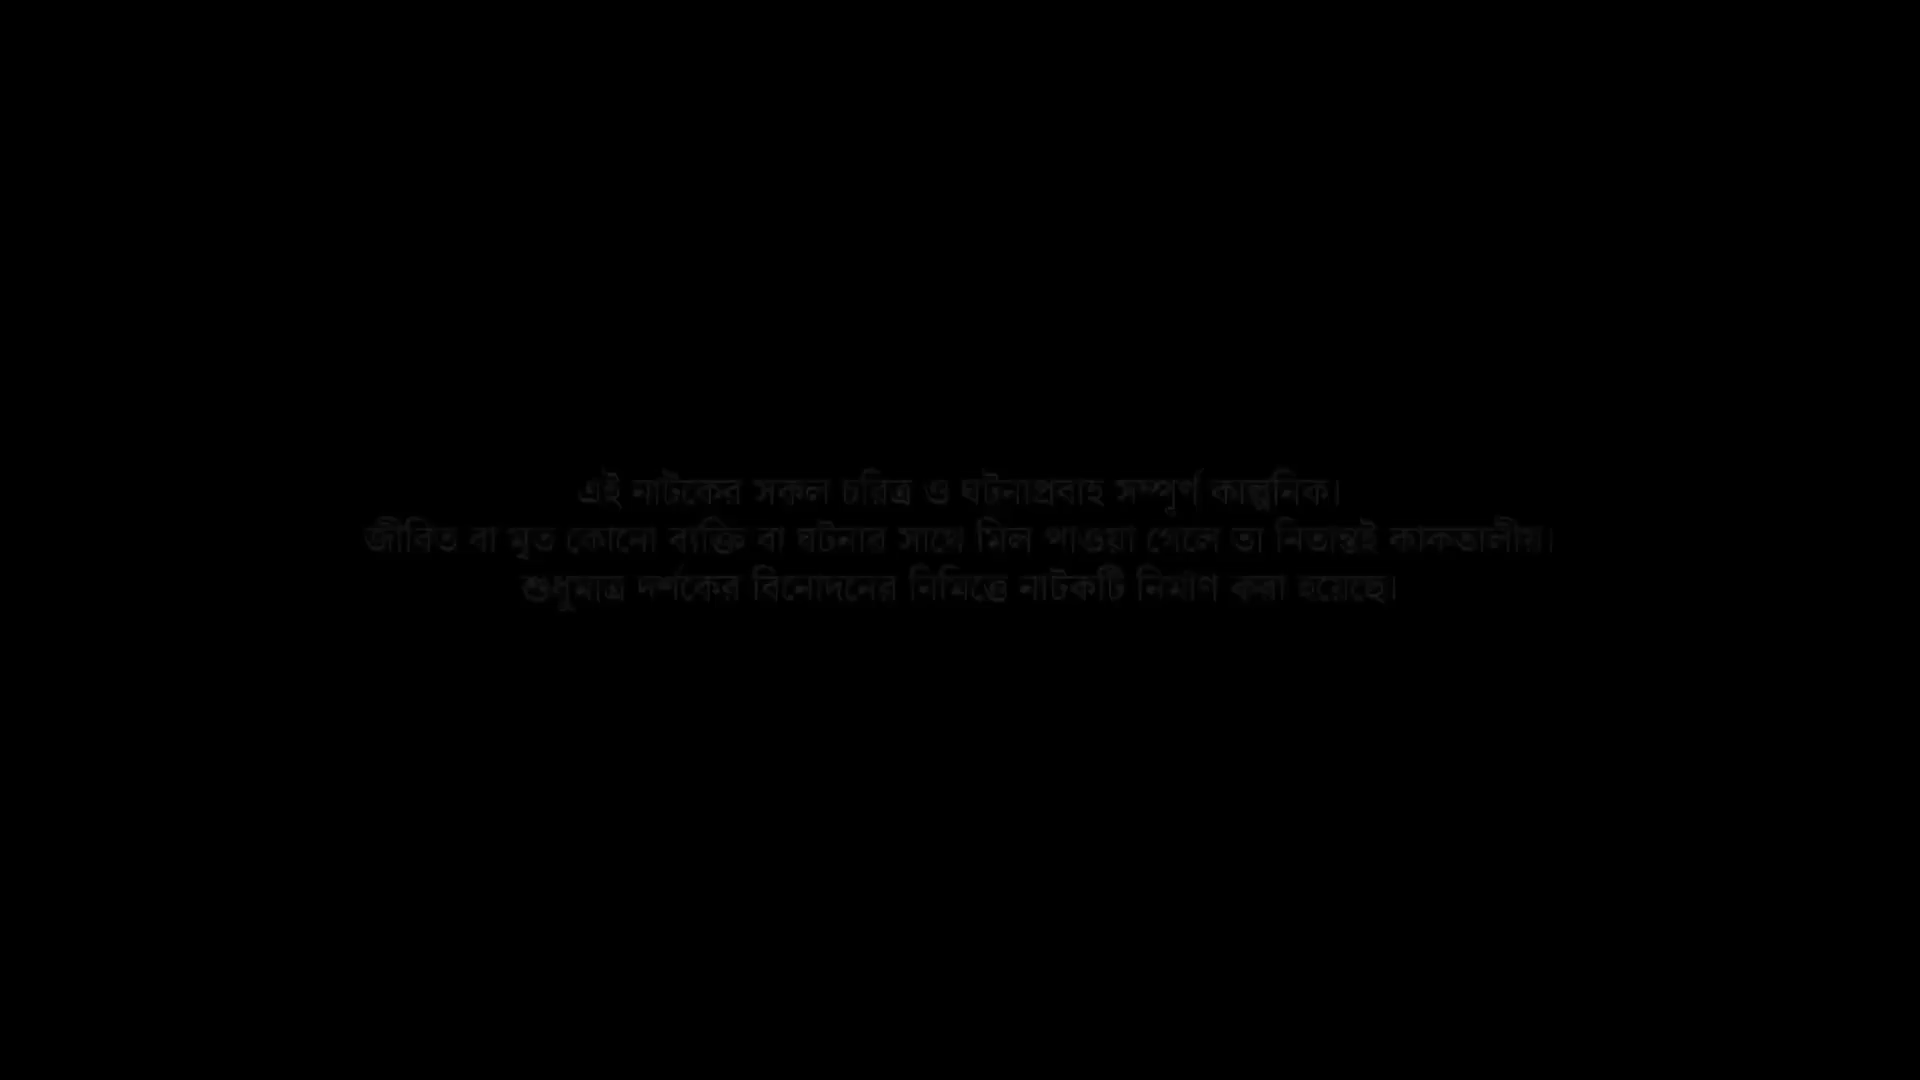 এই নাটকের সকল চরিত্র ও ঘটনাপ্রবাহ সম্পূর্ণ কাল্পনিক।
জীবিত বা মৃত কোনো ব্যক্তি বা ঘটনার সাথে মিল পাওয়া গেলে তা নিতান্তই কাকতালীয়।
শুধুমাত্র দর্শকের বিনোদনের নিমিত্তে নাটকটি নির্মাণ করা হয়েছে।